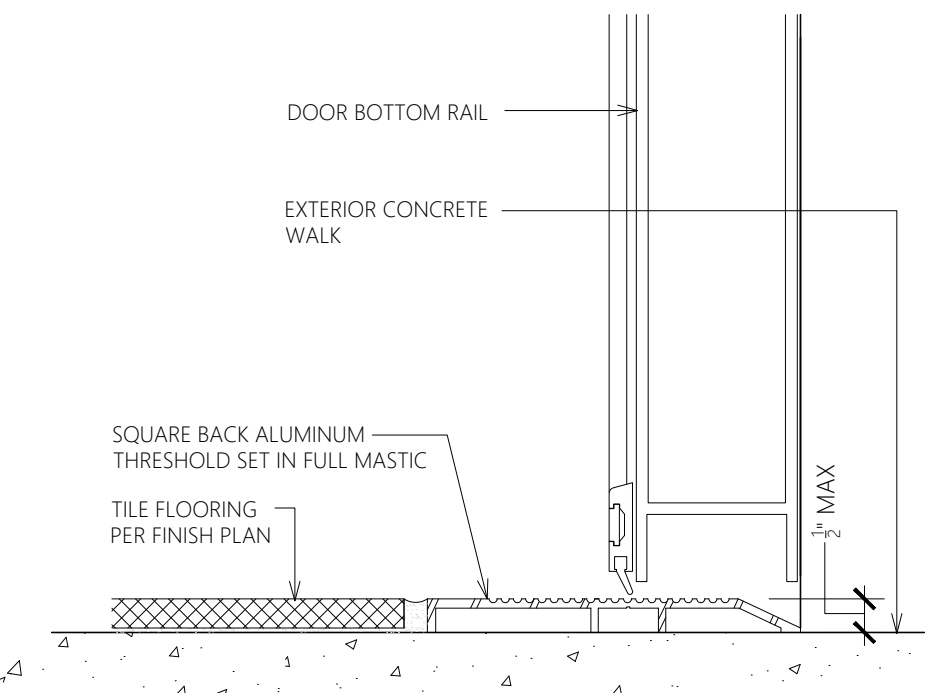 DOOR BOTTOM RAIL
EXTERIOR CONCRETE
WALK
SQUARE BACK ALUMINUM
THRESHOLD SET IN FULL MASTIC
TILE FLOORING
PER FINISH PLAN
1/2" MAX